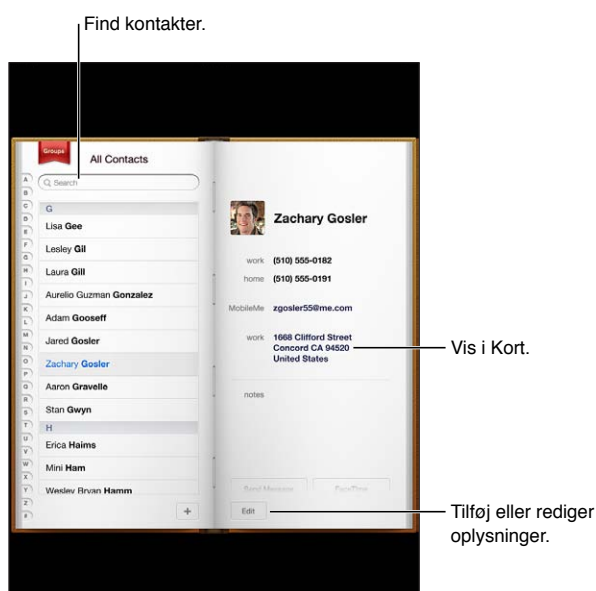 Find kontakter.
Groups
All Contacts
Search
A
B
C
D
E
F
G
H
I
J
K
L
M
N
O
P
Q
R
S
T
U
V
W
X
Y
Z
#
G
Lisa Gee
Lesley Gil
Laura Gill
Aurelio Guzman Gonzalez
Adam Gooseff
Jared Gosler
Zachary Gosler
Aaron Gravelle
Stan Gwyn
H
Erica Haims
Mini Ham
Wesley Bryan Hamm
+
Zachary Gosler
work (510) 555-0182
home (510) 555-0191
MobileMe zgosler55@me.com
work 1668 Clifford Street
Concord CA 94520
United States
notes
Send Message FaceTime
Edit
Vis i Kort.
Tilføj eller rediger
oplysninger.